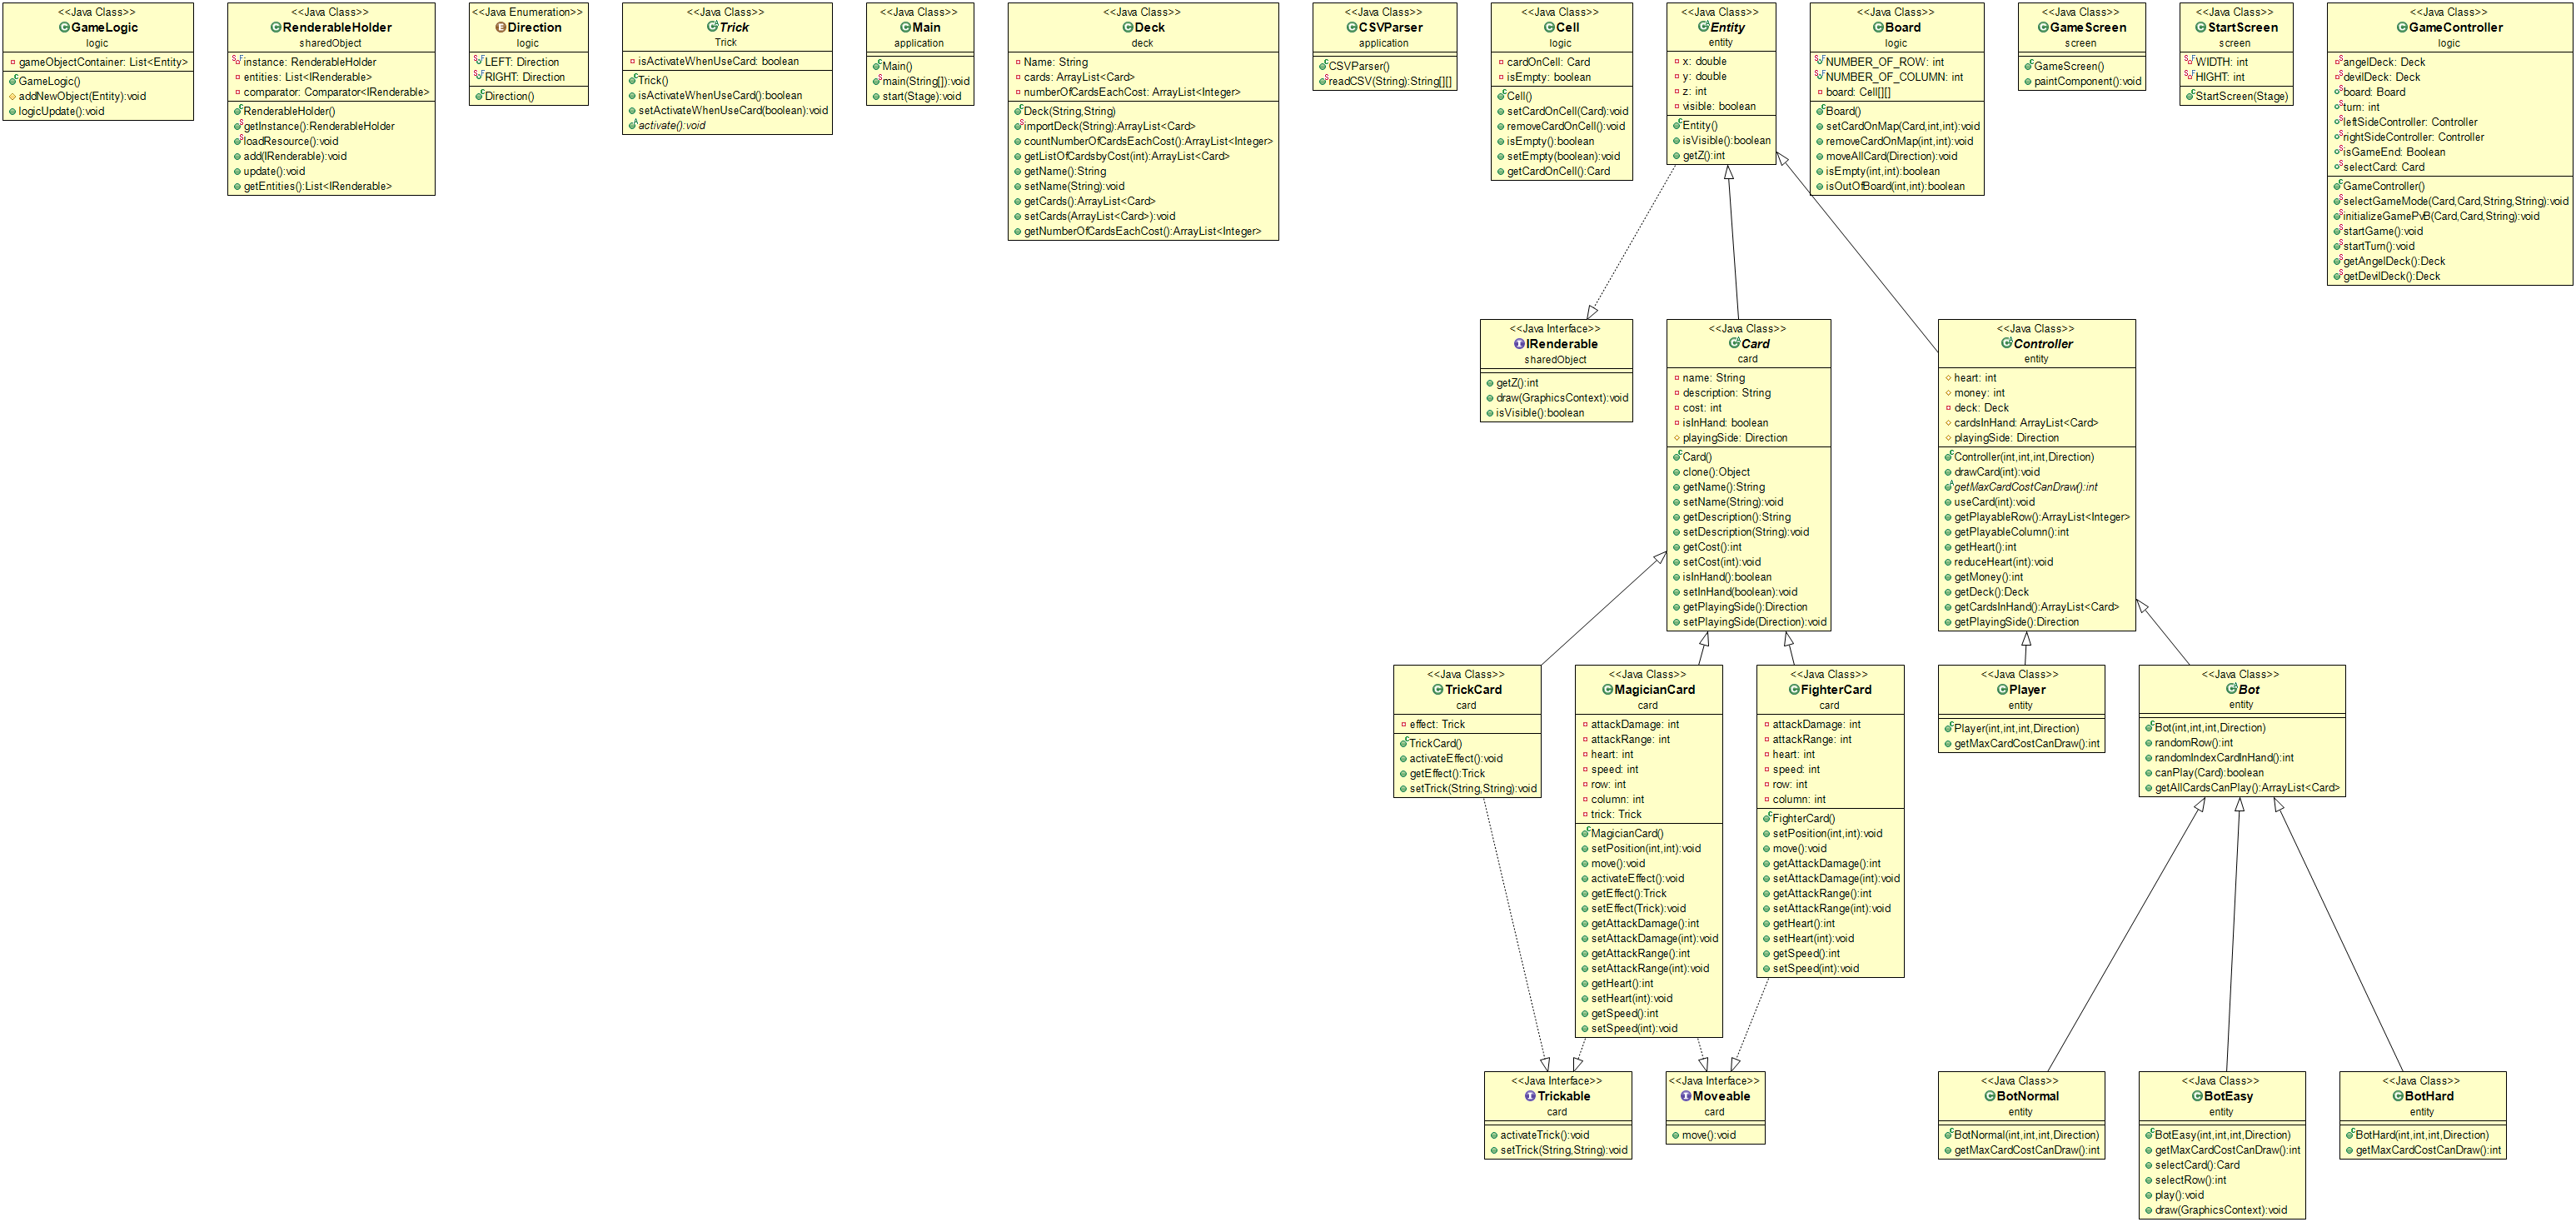 <<Java Class>>
GameLogic
logic
gameObjectContainer: List<Entity>
GameLogic()
addNewObject(Entity):void
logicUpdate():void
<<Java Class>>
RenderableHolder
sharedObject
instance: RenderableHolder
entities: List<IRenderable>
comparator: Comparator<IRenderable>
RenderableHolder()
getInstance():RenderableHolder
loadResource():void
add(IRenderable):void
update():void
getEntities():List<IRenderable>
<<Java Enumeration>>
Direction
logic
LEFT: Direction
RIGHT: Direction
Direction()
<<Java Class>>
Trick
Trick
isActivateWhenUseCard: boolean
Trick()
isActivateWhenUseCard():boolean
setActivateWhenUseCard(boolean):void
activate():void
<<Java Class>>
Main
application
Main()
main(String[]):void
start(Stage):void
<<Java Class>>
Deck
deck
Name: String
cards: ArrayList<Card>
numberOfCardsEachCost: ArrayList<Integer>
Deck(String,String)
importDeck(String):ArrayList<Card>
countNumberOfCardsEachCost():ArrayList<Integer>
getListOfCardsbyCost(int):ArrayList<Card>
getName():String
setName(String):void
getCards():ArrayList<Card>
setCards(ArrayList<Card>):void
getNumberOfCardsEachCost():ArrayList<Integer>
<<Java Class>>
CSVParser
application
CSVParser()
readCSV(String):String[][]
<<Java Class>>
Cell
logic
cardOnCell: Card
isEmpty: boolean
Cell()
setCardOnCell(Card):void
removeCardOnCell():void
isEmpty():boolean
setEmpty(boolean):void
getCardOnCell():Card
<<Java Class>>
Entity
entity
x: double
y: double
z: int
visible: boolean
Entity()
isVisible():boolean
getZ():int
<<Java Class>>
Board
logic
NUMBER_OF_ROW: int
NUMBER_OF_COLUMN: int
board: Cell[][]
Board()
setCardOnMap(Card,int,int):void
removeCardOnMap(int,int):void
moveAllCard(Direction):void
isEmpty(int,int):boolean
isOutOfBoard(int,int):boolean
<<Java Class>>
GameScreen
screen
GameScreen()
paintComponent():void
<<Java Class>>
StartScreen
screen
WIDTH: int
HIGHT: int
StartScreen(Stage)
<<Java Class>>
GameController
logic
angelDeck: Deck
devilDeck: Deck
board: Board
turn: int
leftSideController: Controller
rightSideController: Controller
isGameEnd: Boolean
selectCard: Card
GameController()
selectGameMode(Card,Card,String,String):void
initializeGamePvB(Card,Card,String):void
startGame():void
startTurn():void
getAngelDeck():Deck
getDevilDeck():Deck
<<Java Interface>>
IRenderable
sharedObject
getZ():int
draw(GraphicsContext):void
isVisible():boolean
<<Java Class>>
Card
card
name: String
description: String
cost: int
isInHand: boolean
playingSide: Direction
Card()
clone():Object
getName():String
setName(String):void
getDescription():String
setDescription(String):void
getCost():int
setCost(int):void
isInHand():boolean
setInHand(boolean):void
getPlayingSide():Direction
setPlayingSide(Direction):void
<<Java Class>>
Controller
entity
heart: int
money: int
deck: Deck
cardsInHand: ArrayList<Card>
playingSide: Direction
Controller(int,int,int,Direction)
drawCard(int):void
getMaxCardCostCanDraw():int
useCard(int):void
getPlayableRow():ArrayList<Integer>
getPlayableColumn():int
getHeart():int
reduceHeart(int):void
getMoney():int
getDeck():Deck
getCardsInHand():ArrayList<Card>
getPlayingSide():Direction
<<Java Class>>
TrickCard
card
effect: Trick
TrickCard()
activateEffect():void
getEffect():Trick
setTrick(String,String):void
<<Java Class>>
MagicianCard
card
attackDamage: int
attackRange: int
heart: int
speed: int
row: int
column: int
trick: Trick
MagicianCard()
setPosition(int,int):void
move():void
activateEffect():void
getEffect():Trick
setEffect(Trick):void
getAttackDamage():int
setAttackDamage(int):void
getAttackRange():int
setAttackRange(int):void
getHeart():int
setHeart(int):void
getSpeed():int
setSpeed(int):void
<<Java Class>>
FighterCard
card
attackDamage: int
attackRange: int
heart: int
speed: int
row: int
column: int
FighterCard()
setPosition(int,int):void
move():void
getAttackDamage():int
setAttackDamage(int):void
getAttackRange():int
setAttackRange(int):void
getHeart():int
setHeart(int):void
getSpeed():int
setSpeed(int):void
<<Java Class>>
Player
entity
Player(int,int,int,Direction)
getMaxCardCostCanDraw():int
<<Java Class>>
Bot
entity
Bot(int,int,int,Direction)
randomRow():int
randomIndexCardInHand():int
canPlay(Card):boolean
getAllCardsCanPlay():ArrayList<Card>
<<Java Interface>>
Trickable
card
activateTrick():void
setTrick(String,String):void
<<Java Interface>>
Moveable
card
move():void
<<Java Class>>
BotNormal
entity
BotNormal(int,int,int,Direction)
getMaxCardCostCanDraw():int
<<Java Class>>
BotEasy
entity
BotEasy(int,int,int,Direction)
getMaxCardCostCanDraw():int
selectCard():Card
selectRow():int
play():void
draw(GraphicsContext):void
<<Java Class>>
BotHard
entity
BotHard(int,int,int,Direction)
getMaxCardCostCanDraw():int